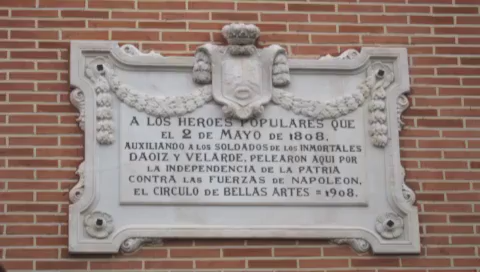 A LOS HEROES POPULARES QUE
EL 2 DE MAYO DE 1808,
AUXILIANDO A LOS SOLDADOS DE LOS INMORTALES
DAOIZ Y VELARDE, PELEARON AQUI POR
LA INDEPENDENCIA DE LA PATRIA
CONTRA LAS FUERZAS DE NAPOLEON,
EL CIRCULO DE BELLAS ARTES = 1908.